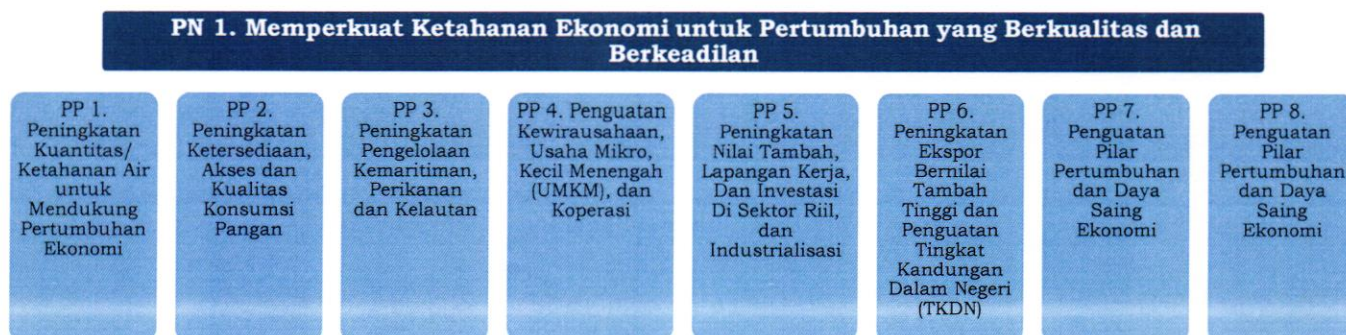 PN 1. Memperkuat Ketahanan Ekonomi untuk Pertumbuhan yang Berkualitas dan
Berkeadilan
PP 1.
Peningkatan
Kuantitas/
Ketahanan Air
untuk
Mendukung
Pertumbuhan
Ekonomi
PP 2.
Peningkatan
Ketersediaan,
Akses dan
Kualitas
Konsumsi
Pangan
PP 3.
Peningkatan
Pengelolaan
Kemaritiman,
Perikanan
dan Kelautan
PP 4. Penguatan
Kewirausahaan,
Usaha Mikro,
Kecil Menengah
(UMKM), dan
Koperasi
PP 5.
Peningkatan
Nilai Tambah,
Lapangan Kerja,
Dan Investasi
Di Sektor Riil,
dan
Industrialisasi
PP 6.
Peningkatan
Ekspor
Bernilai
Tambah
Tinggi dan
Penguatan
Tingkat
Kandungan
Dalam Negeri
(TKDN)
PP 7.
Penguatan
Pilar
Pertumbuhan
dan Daya
Saing
Ekonomi
PP 8.
Penguatan
Pilar
Pertumbuhan
dan Daya
Saing
Ekonomi